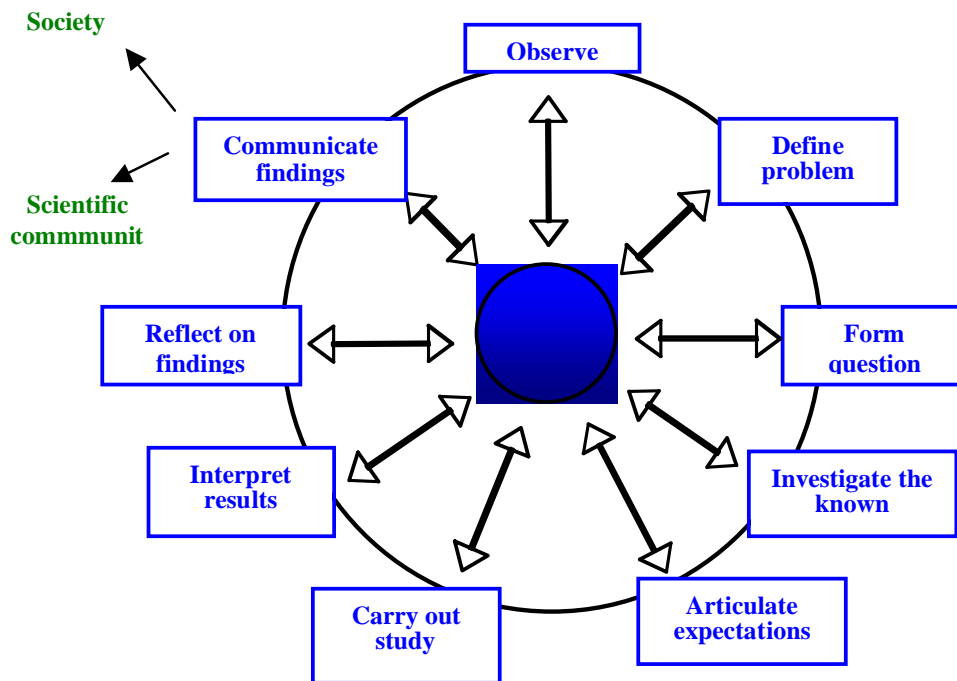 Society
Observe
Communicate
findings
Define
problem
Scientific
commmunit
Reflect on
findings
Form
question
Interpret
results
Investigate the
known
Carry out
study
Articulate
expectations